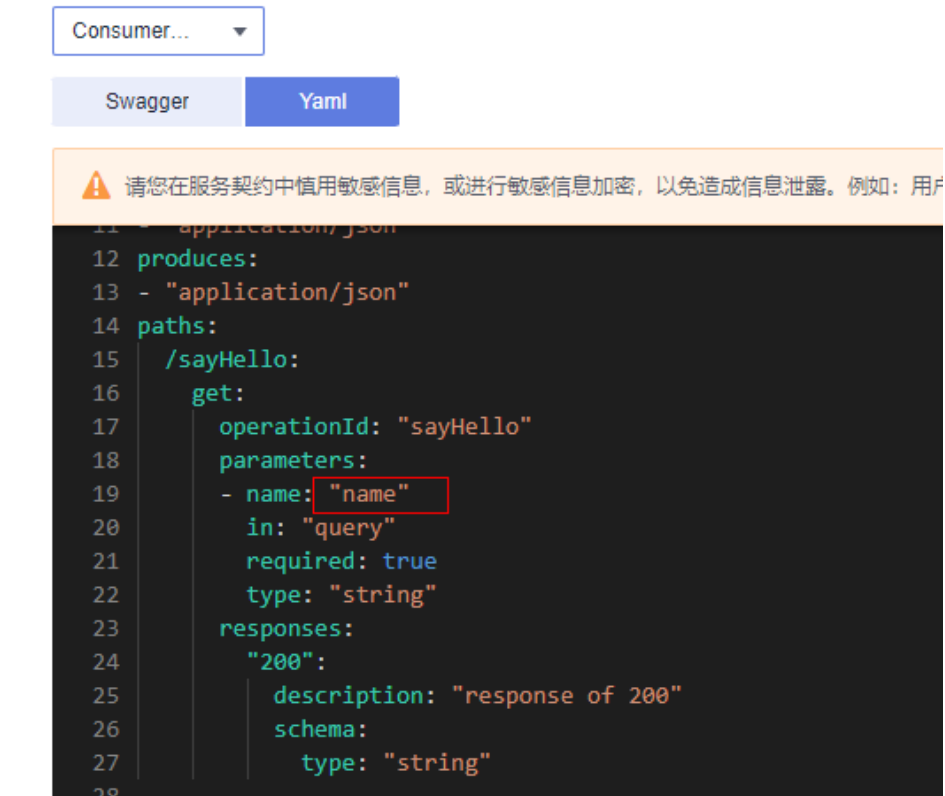 Consumer...
Swagger Yaml
请您在服务契约中慎用敏感信息，或进行敏感信息加密，以免造成信息泄露。例如：用户
11 - "application/json"
12 produces:
13 - "application/json"
14 paths:
15 /sayHello:
16 get:
17 operationId: "sayHello"
18 parameters:
19 - name: "name"
20 in: "query"
21 required: true
22 type: "string"
23 responses:
24 "200":
25 description: "response of 200"
26 schema:
27 type: "string"
28